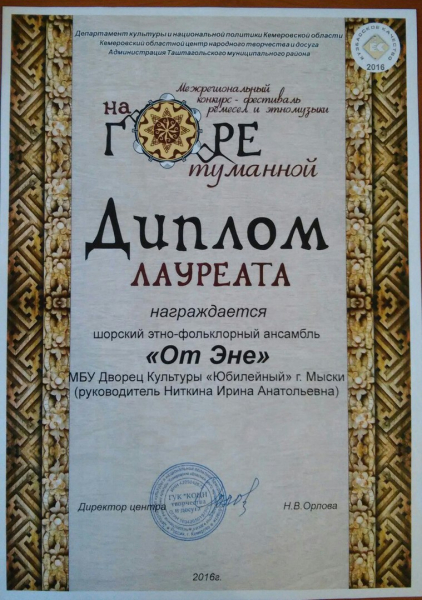 Департамент культуры и национальной политики Кемеровской области
Кемеровский областной центр народного творчества и досуга
Администрация Таштагольского муниципального района
2016
Межрегиональный
конкурс - фестиваль
ремесел и этномузыки
на
ГОРЕ
туманной
Диплом
ЛАУРЕАТА
награждается
шорский этно-фольклорный ансамбль
«От Эне»
МБУ Дворец Культуры «Юбилейный» г. Мыски
(руководитель Ниткина Ирина Анатольевна)
Директор центра
Н.В.Орлова
2016г.